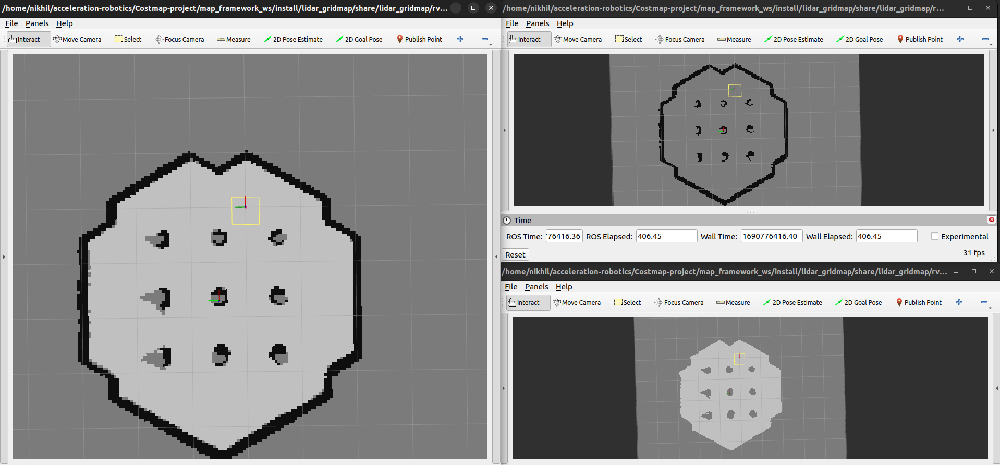 /home/nikhil/acceleration-robotics/Costmap-project/map_framework_ws/install/lidar_gridmap/share/lidar_gridmap/rv...
File Panels Help
Interact Move Camera Select Focus Camera Measure 2D Pose Estimate 2D Goal Pose Publish Point
/home/nikhil/acceleration-robotics/Costmap-project/map_framework_ws/install/lidar_gridmap/share/lidar_gridmap/r...
File Panels Help
Interact Move Camera Select Focus Camera Measure 2D Pose Estimate 2D Goal Pose Publish Point
Time
ROS Time: 76416.36 ROS Elapsed: 406.45 Wall Time: 1690776416.40 Wall Elapsed: 406.45 Experimental
Reset 31 fps
/home/nikhil/acceleration-robotics/Costmap-project/map_framework_ws/install/lidar_gridmap/share/lidar_gridmap/rv...
File Panels Help
Interact Move Camera Select Focus Camera Measure 2D Pose Estimate 2D Goal Pose Publish Point